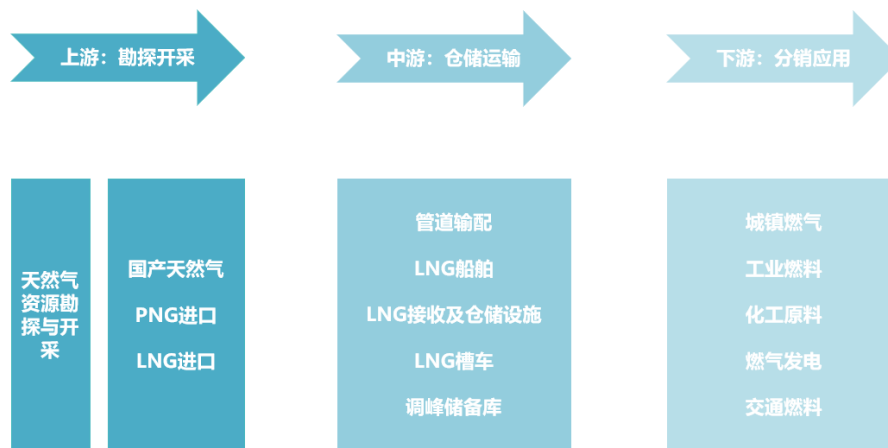 上游：勘探开采
中游：仓储运输
下游：分销应用
天然气
资源勘
探与开
采
国产天然气
PNG进口
LNG进口
管道输配
LNG船舶
LNG接收及仓储设施
LNG槽车
调峰储备库
城镇燃气
工业燃料
化工原料
燃气发电
交通燃料